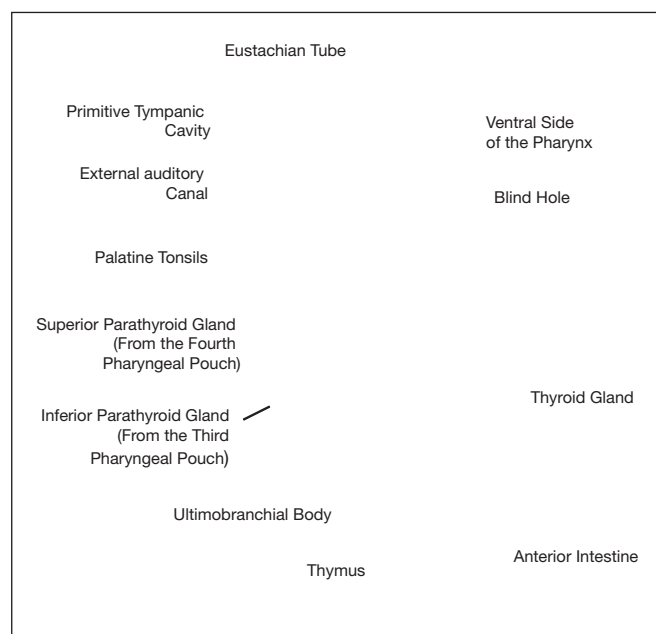 Eustachian Tube
Primitive Tympanic
Cavity
Ventral Side
of the Pharynx
External auditory
Canal
Blind Hole
Palatine Tonsils
Superior Parathyroid Gland
(From the Fourth
Pharyngeal Pouch)
Thyroid Gland
Inferior Parathyroid Gland
(From the Third
Pharyngeal Pouch)
Ultimobranchial Body
Anterior Intestine
Thymus